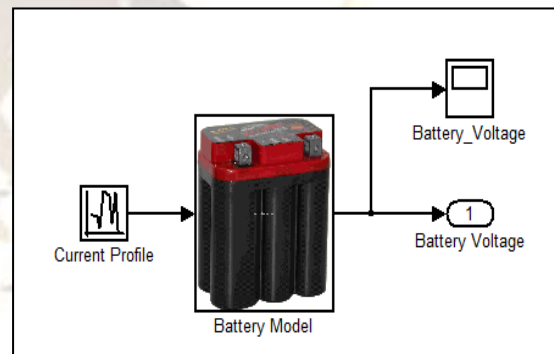 Battery_Voltage
1
Current Profile
Battery Voltage
Battery Model